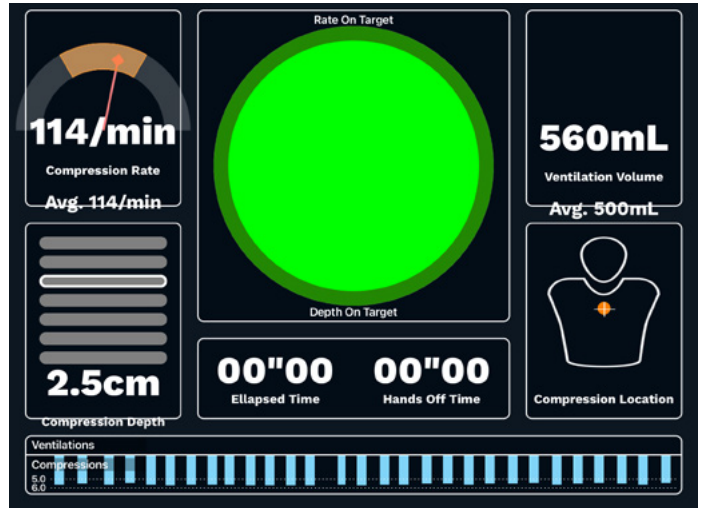 Rate On Target
114/min
Compression Rate
Avg. 114/min
560mL
Ventilation Volume
Avg. 500mL
Depth On Target
2.5cm
Compression Depth
00"00
Ellapsed Time
00"00
Hands Off Time
Compression Location
Ventilations
Compressions
5.0
6.0